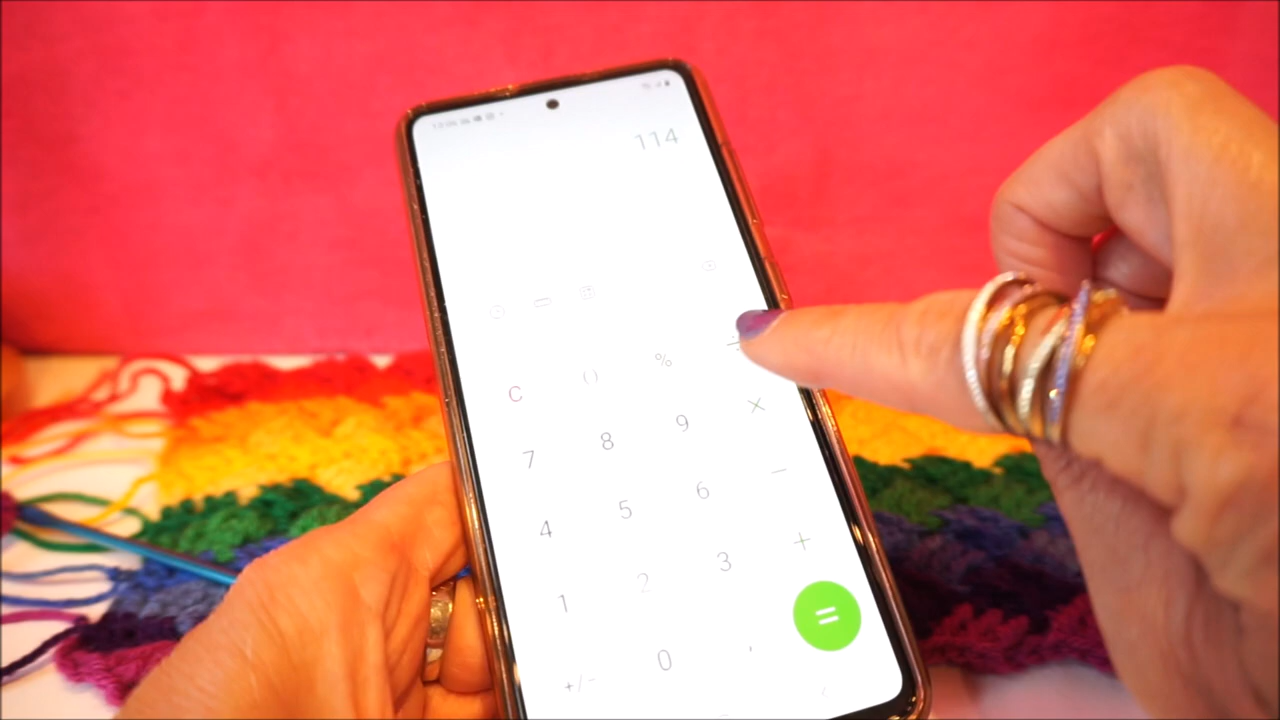 114
÷
C ( ) %
7 8 9 ×
4 5 6 −
1 2 3 +
+/− 0 , =